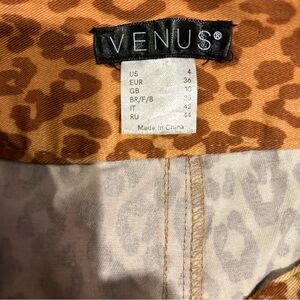 VENUS®
US 4
EUR 36
GB 10
BR/F/B 38
IT 42
RU 44
Made in China